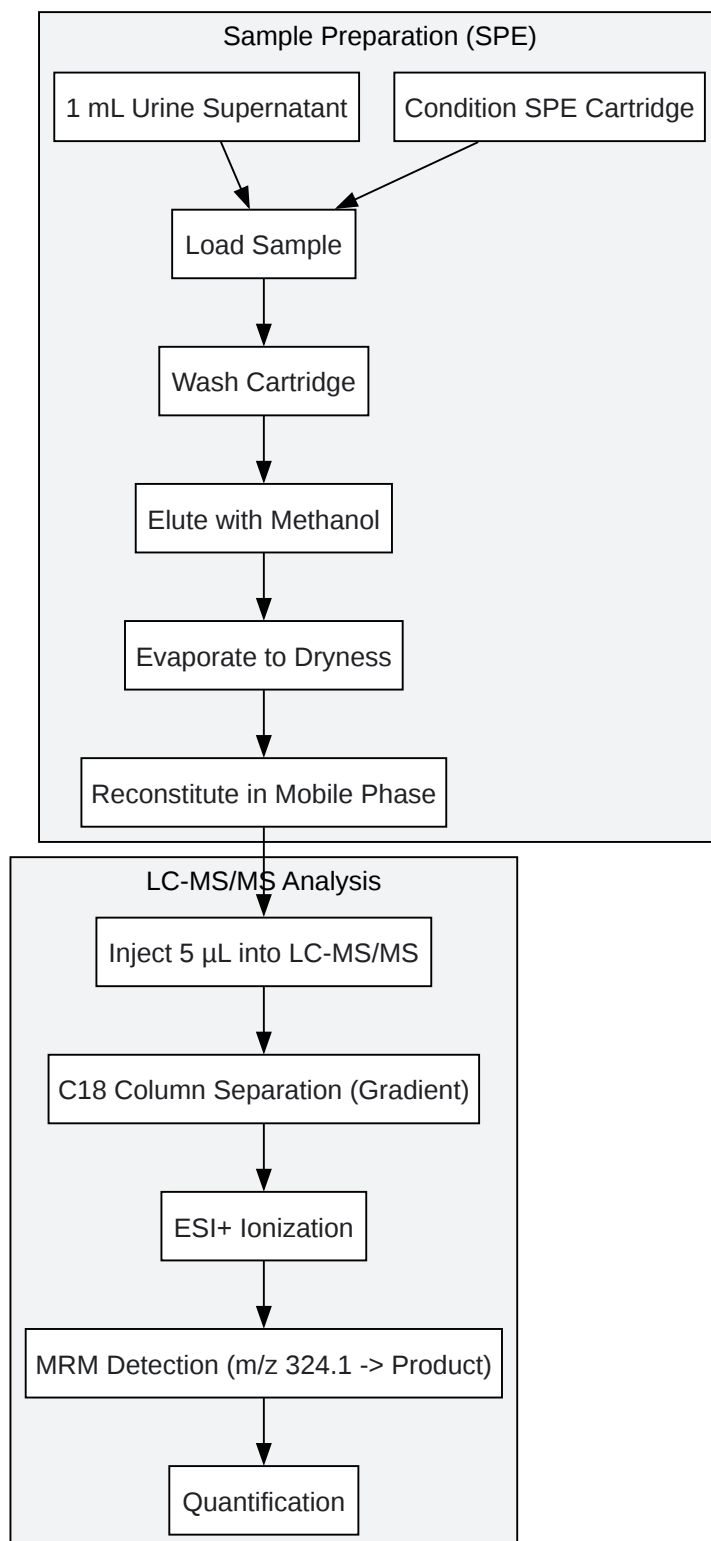 Sample Preparation (SPE)
1 mL Urine Supernatant
Condition SPE Cartridge
Load Sample
Wash Cartridge
Elute with Methanol
Evaporate to Dryness
Reconstitute in Mobile Phase
LC-MS/MS Analysis
Inject 5 µL into LC-MS/MS
C18 Column Separation (Gradient)
ESI+ Ionization
MRM Detection (m/z 324.1 -> Product)
Quantification